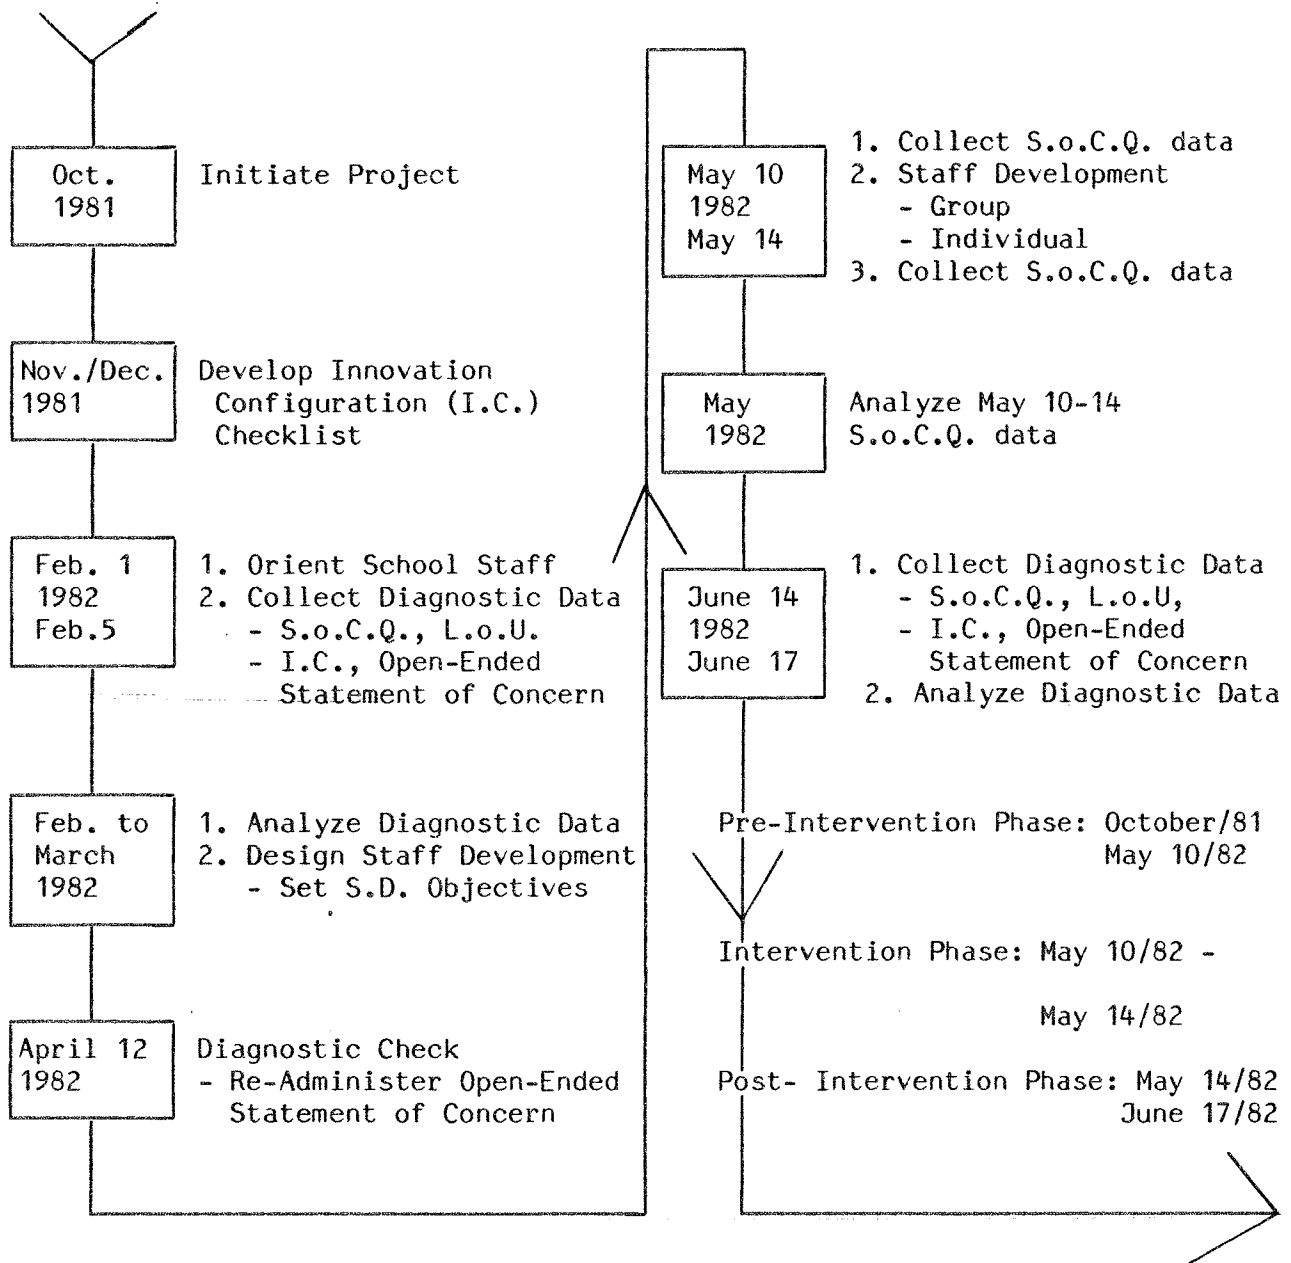 Oct.
1981
Initiate Project
Nov./Dec.
1981
Develop Innovation
Configuration (I.C.)
Checklist
Feb. 1
1982
Feb.5
1. Orient School Staff
2. Collect Diagnostic Data
- S.o.C.Q., L.o.U.
- I.C., Open-Ended
Statement of Concern
Feb. to
March
1982
1. Analyze Diagnostic Data
2. Design Staff Development
- Set S.D. Objectives
April 12
1982
Diagnostic Check
- Re-Administer Open-Ended
Statement of Concern
May 10
1982
May 14
1. Collect S.o.C.Q. data
2. Staff Development
- Group
- Individual
3. Collect S.o.C.Q. data
May
1982
Analyze May 10-14
S.o.C.Q. data
June 14
1982
June 17
1. Collect Diagnostic Data
- S.o.C.Q., L.o.U,
- I.C., Open-Ended
Statement of Concern
2. Analyze Diagnostic Data
Pre-Intervention Phase: October/81
May 10/82
Intervention Phase: May 10/82 -
May 14/82
Post- Intervention Phase: May 14/82
June 17/82